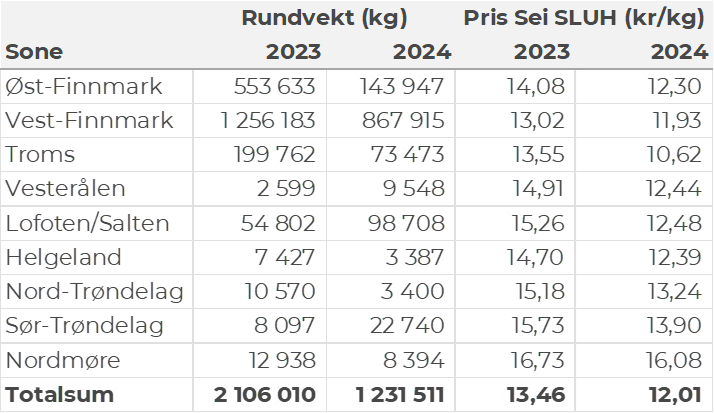 Rundvekt (kg) Pris Sei SLUH (kr/kg)
Sone 2023 2024 2023 2024
Øst-Finnmark 553 633 143 947 14,08 12,30
Vest-Finnmark 1 256 183 867 915 13,02 11,93
Troms 199 762 73 473 13,55 10,62
Vesterålen 2 599 9 548 14,91 12,44
Lofoten/Salten 54 802 98 708 15,26 12,48
Helgeland 7 427 3 387 14,70 12,39
Nord-Trøndelag 10 570 3 400 15,18 13,24
Sør-Trøndelag 8 097 22 740 15,73 13,90
Nordmøre 12 938 8 394 16,73 16,08
Totalsum 2 106 010 1 231 511 13,46 12,01